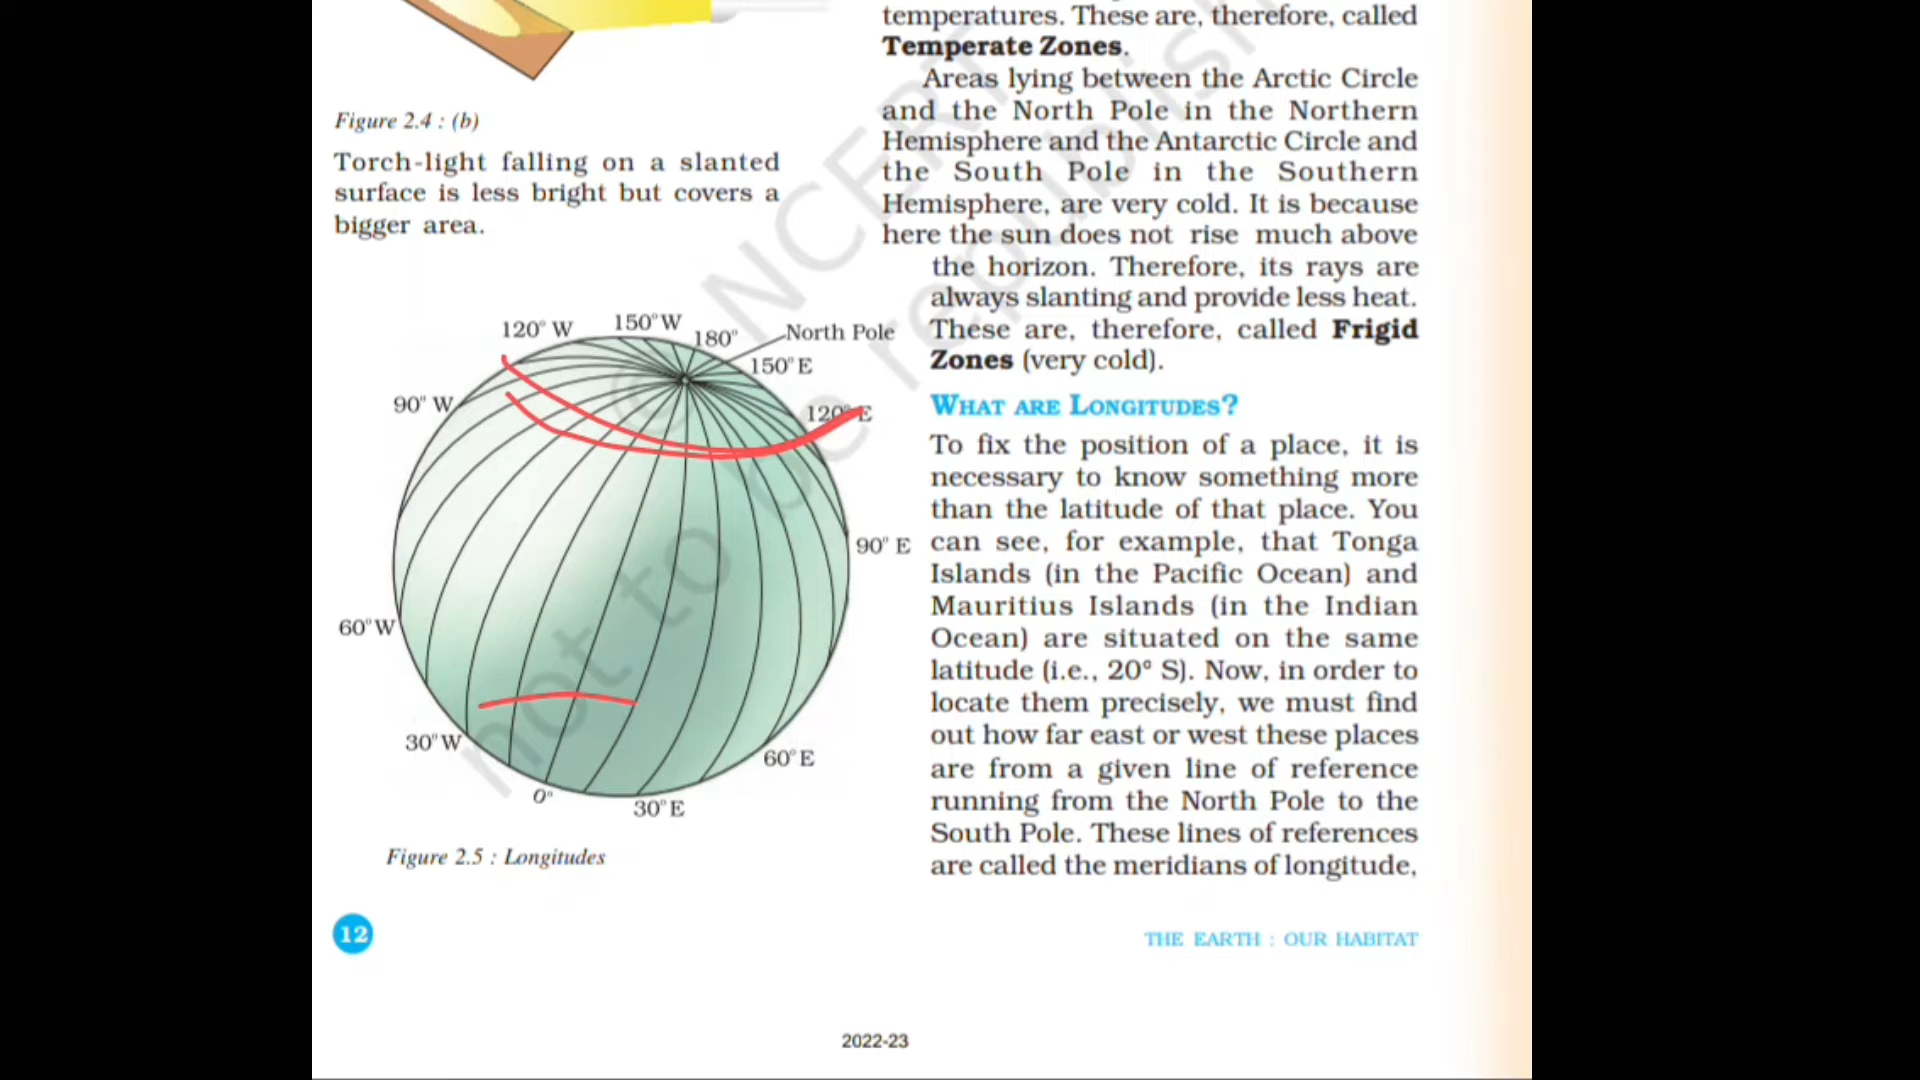 temperatures. These are, therefore, called
Temperate Zones.
Areas lying between the Arctic Circle
and the North Pole in the Northern
Hemisphere and the Antarctic Circle and
the South Pole in the Southern
Hemisphere, are very cold. It is because
here the sun does not rise much above
the horizon. Therefore, its rays are
always slanting and provide less heat.
These are, therefore, called Frigid
Zones (very cold).
Figure 2.4 : (b)
Torch-light falling on a slanted
surface is less bright but covers a
bigger area.
120° W
150° W
180°
North Pole
150° E
90° W
120° E
90° E
60° W
30° W
60° E
0°
30° E
Figure 2.5 : Longitudes
WHAT ARE LONGITUDES?
To fix the position of a place, it is
necessary to know something more
than the latitude of that place. You
can see, for example, that Tonga
Islands (in the Pacific Ocean) and
Mauritius Islands (in the Indian
Ocean) are situated on the same
latitude (i.e., 20° S). Now, in order to
locate them precisely, we must find
out how far east or west these places
are from a given line of reference
running from the North Pole to the
South Pole. These lines of references
are called the meridians of longitude,
12
THE EARTH : OUR HABITAT
2022-23
© NCERT
not to be republish